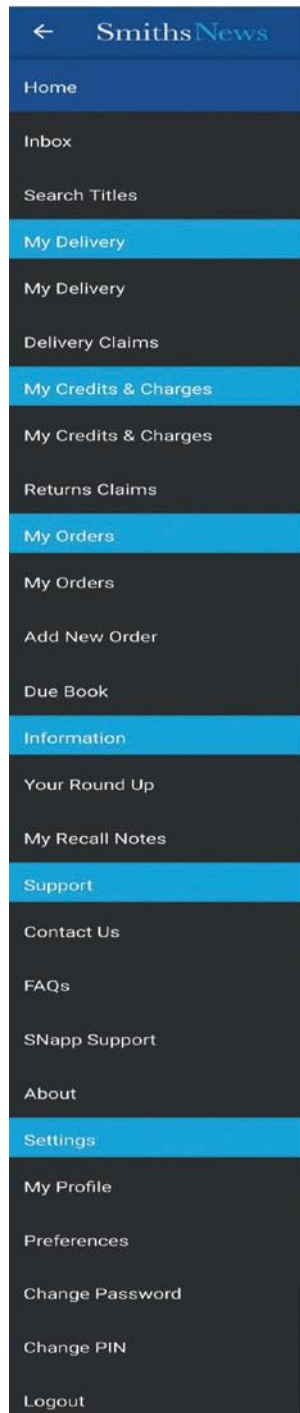 SmithsNews
Home
Inbox
Search Titles
My Delivery
My Delivery
Delivery Claims
My Credits & Charges
My Credits & Charges
Returns Claims
My Orders
My Orders
Add New Order
Due Book
Information
Your Round Up
My Recall Notes
Support
Contact Us
FAQs
SNapp Support
About
Settings
My Profile
Preferences
Change Password
Change PIN
Logout